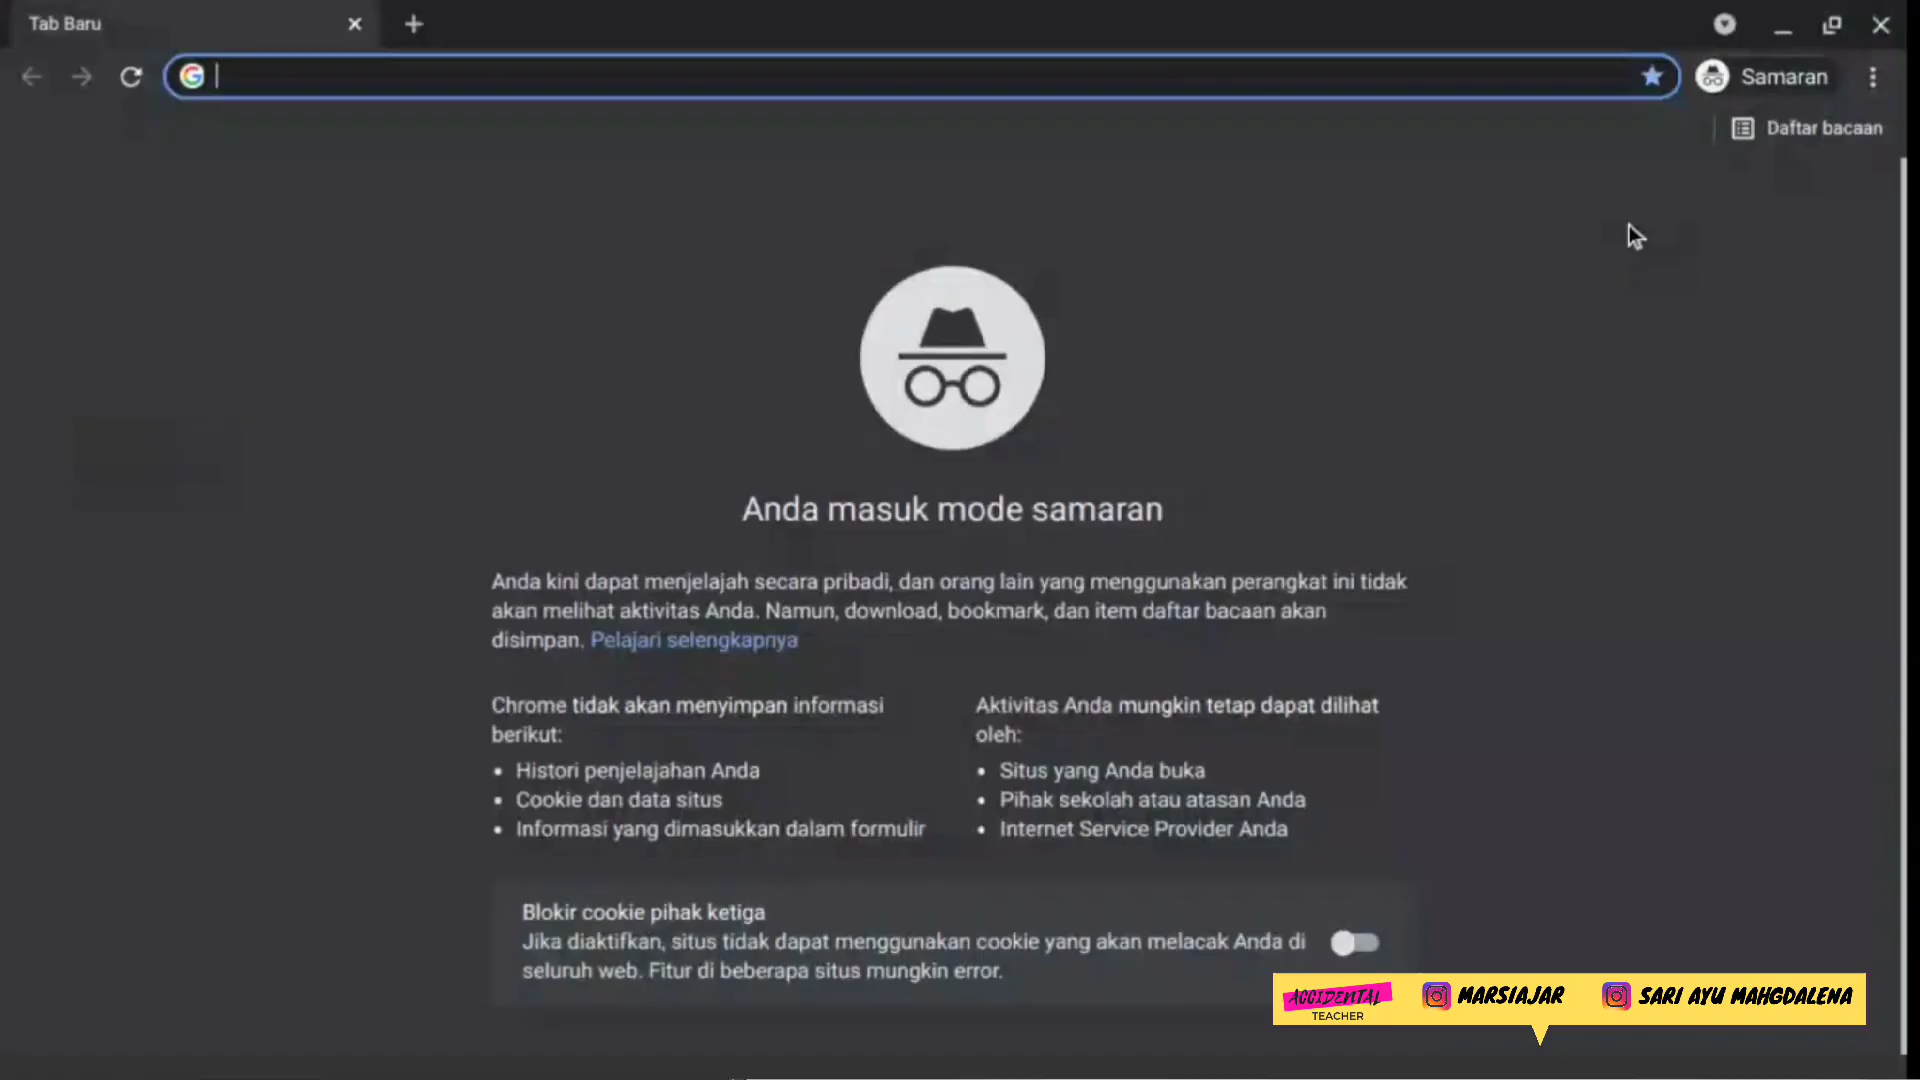 Tab Baru
Samaran
Daftar bacaan
Anda masuk mode samaran
Anda kini dapat menjelajah secara pribadi, dan orang lain yang menggunakan perangkat ini tidak
akan melihat aktivitas Anda. Namun, download, bookmark, dan item daftar bacaan akan
disimpan. Pelajari selengkapnya
Chrome tidak akan menyimpan informasi
berikut:
• Histori penjelajahan Anda
• Cookie dan data situs
• Informasi yang dimasukkan dalam formulir
Aktivitas Anda mungkin tetap dapat dilihat
oleh:
• Situs yang Anda buka
• Pihak sekolah atau atasan Anda
• Internet Service Provider Anda
Blokir cookie pihak ketiga
Jika diaktifkan, situs tidak dapat menggunakan cookie yang akan melacak Anda di
seluruh web. Fitur di beberapa situs mungkin error.
ACCIDENTAL
TEACHER
MARSIAJAR
SARI AYU MAHGDALENA